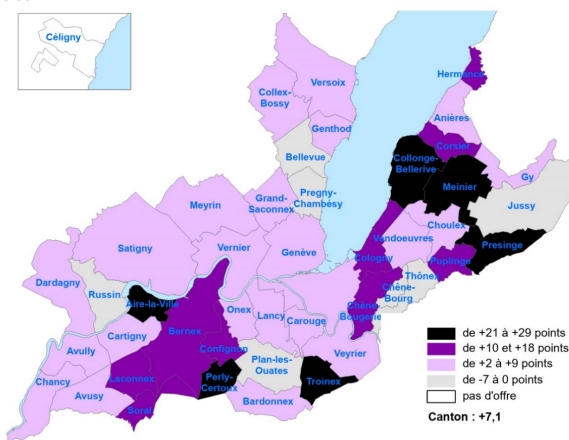 Céligny
Hermance
Versoix
Collex-
Bossy
Anières
Genthod
Corsier
Bellevue
Collonge-
Bellerive
Gy
Pregny-
Chambésy
Meinier
Jussy
Meyrin
Grand-
Saconnex
Choulex
Vandoeuvres
Presinge
Satigny
Vernier
Genève
Cologny
Puplinge
Thônex
Dardagny
Russin
Chêne-
Bourg
Aire-la-Ville
Onex
Lancy
Carouge
Chêne-
Bougerie
Bernex
Cartigny
Confignon
Veyrier
Avully
Plan-les-
Ouates
Laconnex
Perly-
Certoux
Troinex
Chancy
Avusy
Soral
Bardonnex
de +21 à +29 points
de +10 et +18 points
de +2 à +9 points
de -7 à 0 points
pas d'offre
Canton : +7,1